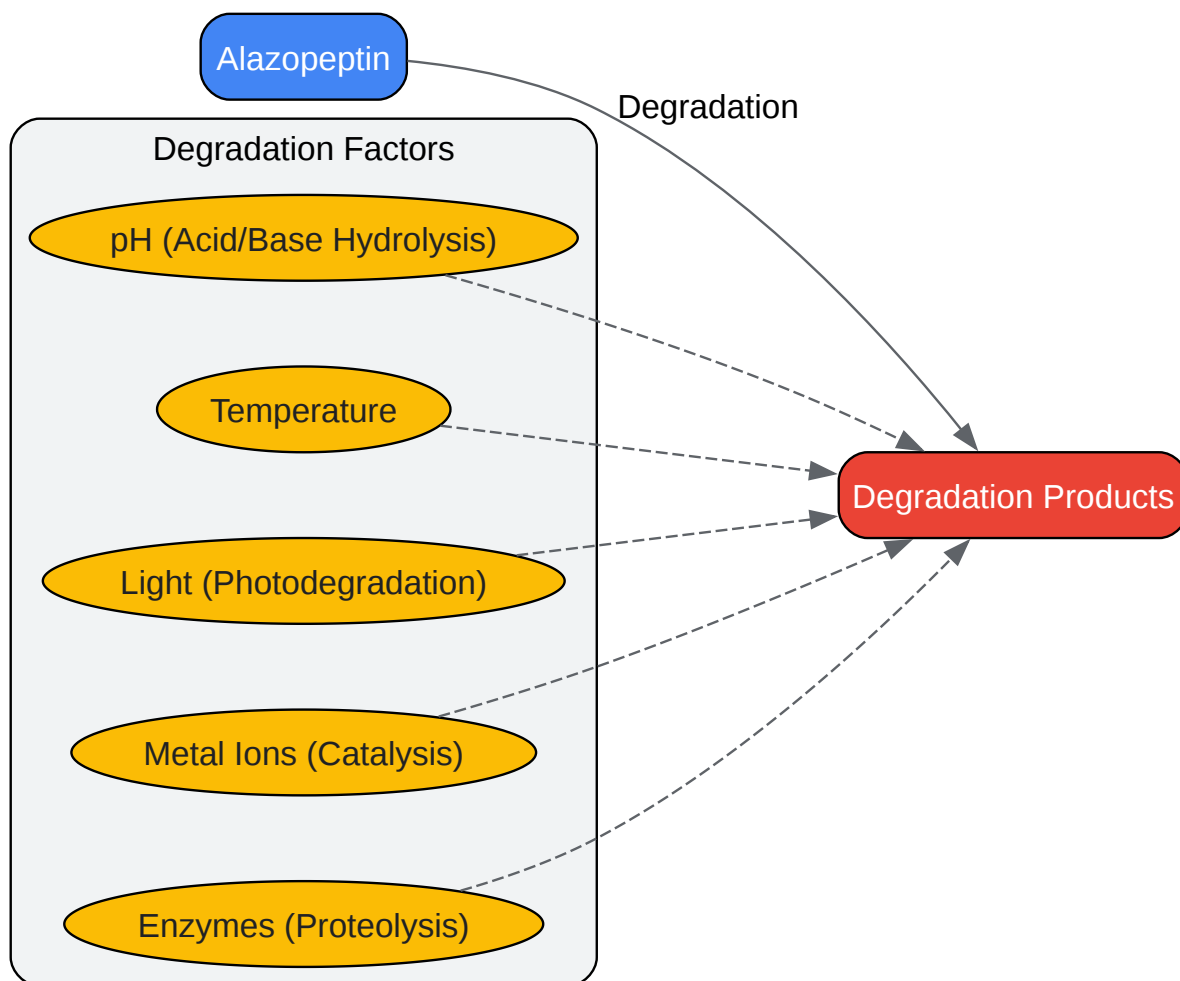 Alazopeptin
Degradation
Degradation Factors
pH (Acid/Base Hydrolysis)
Temperature
Light (Photodegradation)
Metal Ions (Catalysis)
Enzymes (Proteolysis)
Degradation Products